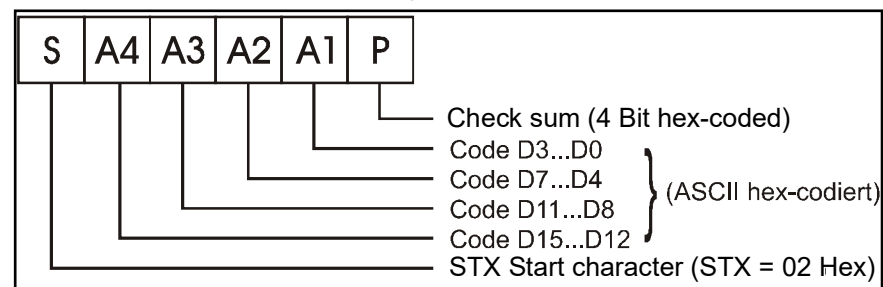 S A4 A3 A2 A1 P
Check sum (4 Bit hex-coded)
Code D3...D0
Code D7...D4
(ASCII hex-codiert)
Code D11...D8
Code D15...D12
STX Start character (STX = 02 Hex)